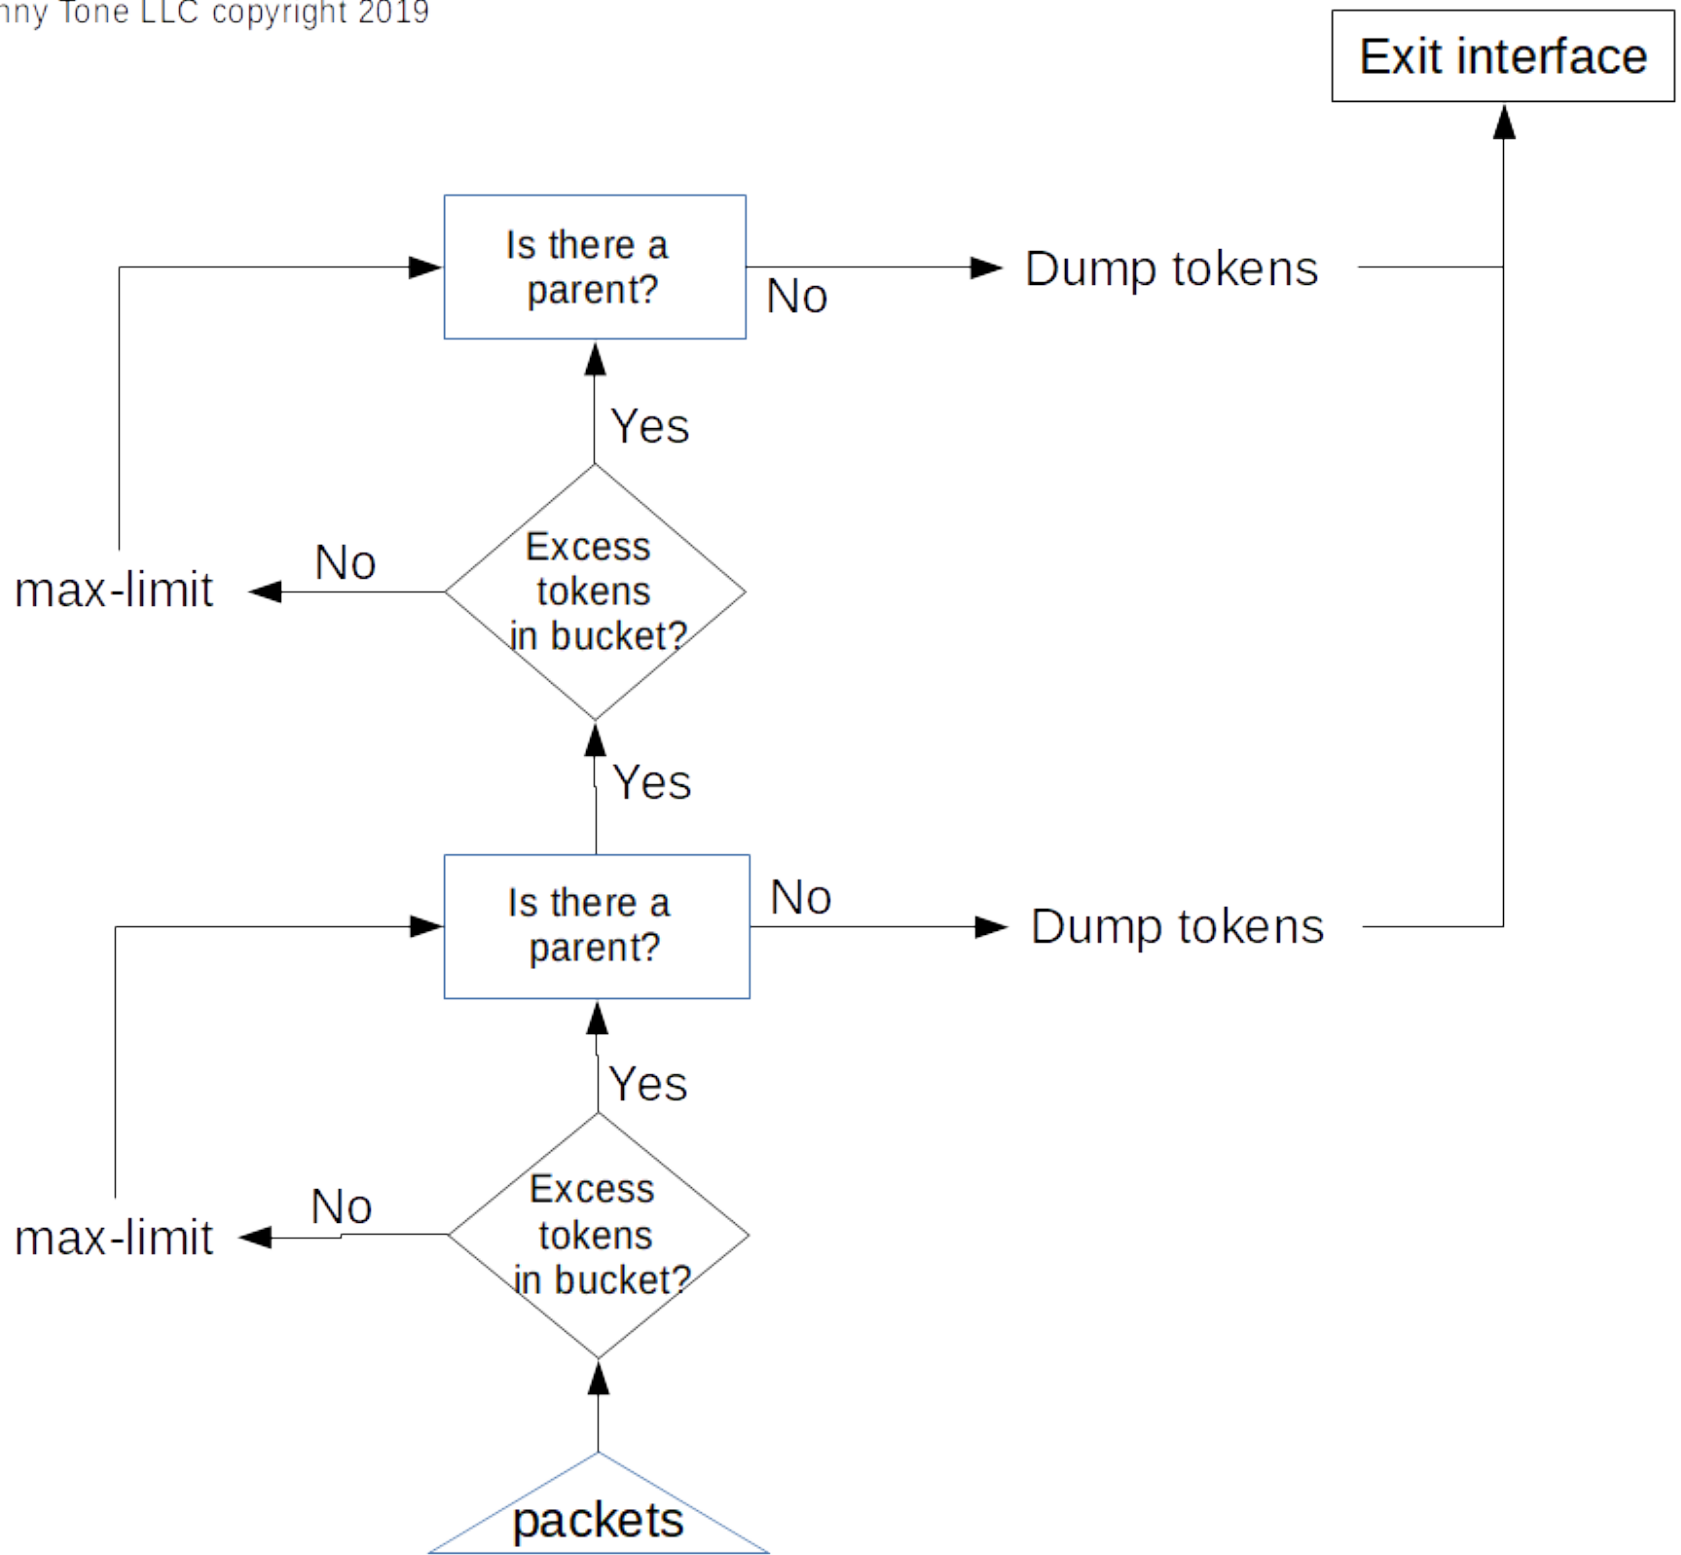 Tone LLC copyright 2019
Exit interface
Is there a
parent?
No
Dump tokens
Yes
Excess
tokens
in bucket?
No
max-limit
Yes
Is there a
parent?
No
Dump tokens
Yes
Excess
tokens
in bucket?
No
max-limit
packets